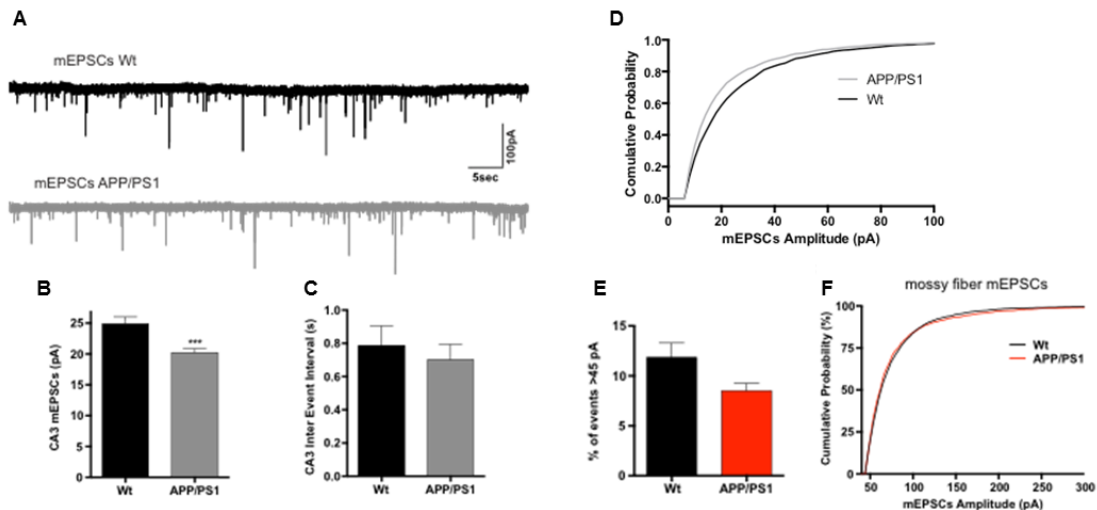 A
mEPSCs Wt
100pA
5sec
mEPSCs APP/PS1
B
CA3 mEPSCs (pA)
25
20
15
10
5
0
***
Wt
APP/PS1
C
CA3 Inter Event Interval (s)
1.0
0.8
0.6
0.4
0.2
0.0
Wt
APP/PS1
D
Comulative Probability
1.0
0.8
0.6
0.4
0.2
0.0
APP/PS1
Wt
0 20 40 60 80 100
mEPSCs Amplitude (pA)
E
% of events >45 pA
15
10
5
0
Wt
APP/PS1
F
mossy fiber mEPSCs
Cumulative Probability (%)
100
75
50
25
0
Wt
APP/PS1
50 100 150 200 250 300
mEPSCs Amplitude (pA)